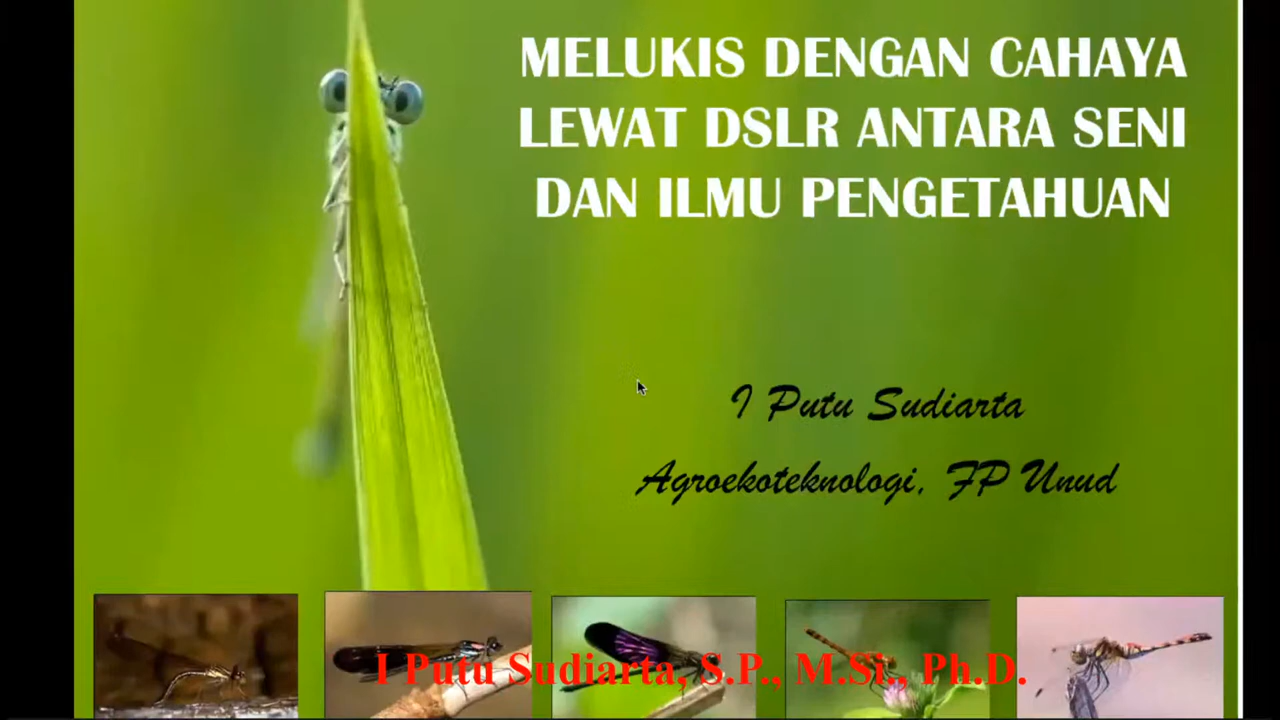 MELUKIS DENGAN CAHAYA
LEWAT DSLR ANTARA SENI
DAN ILMU PENGETAHUAN
I Putu Sudiarta
Agroekoteknologi, FP Unud
I Putu Sudiarta, S.P., M.Si., Ph.D.